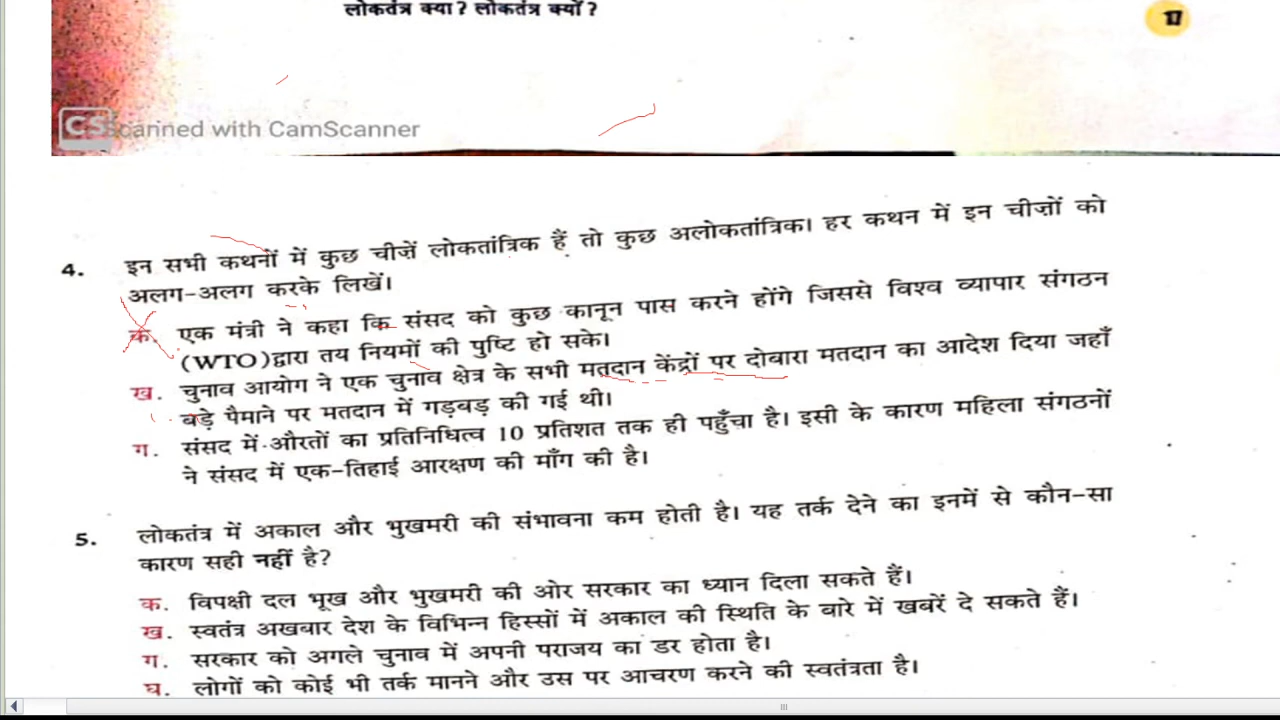 लोकतंत्र क्या? लोकतंत्र क्यों?
17
CS Scanned with CamScanner
4. इन सभी कथनों में कुछ चीज़ें लोकतांत्रिक हैं तो कुछ अलोकतांत्रिक। हर कथन में इन चीज़ों को
अलग-अलग करके लिखें।
क. एक मंत्री ने कहा कि संसद को कुछ कानून पास करने होंगे जिससे विश्व व्यापार संगठन
(WTO) द्वारा तय नियमों की पुष्टि हो सके।
ख. चुनाव आयोग ने एक चुनाव क्षेत्र के सभी मतदान केंद्रों पर दोबारा मतदान का आदेश दिया जहाँ
बड़े पैमाने पर मतदान में गड़बड़ की गई थी।
ग. संसद में औरतों का प्रतिनिधित्व 10 प्रतिशत तक ही पहुँचा है। इसी के कारण महिला संगठनों
ने संसद में एक-तिहाई आरक्षण की माँग की है।
5. लोकतंत्र में अकाल और भुखमरी की संभावना कम होती है। यह तर्क देने का इनमें से कौन-सा
कारण सही नहीं है?
क. विपक्षी दल भूख और भुखमरी की ओर सरकार का ध्यान दिला सकते हैं।
ख. स्वतंत्र अखबार देश के विभिन्न हिस्सों में अकाल की स्थिति के बारे में खबरें दे सकते हैं।
ग. सरकार को अगले चुनाव में अपनी पराजय का डर होता है।
घ. लोगों को कोई भी तर्क मानने और उस पर आचरण करने की स्वतंत्रता है।